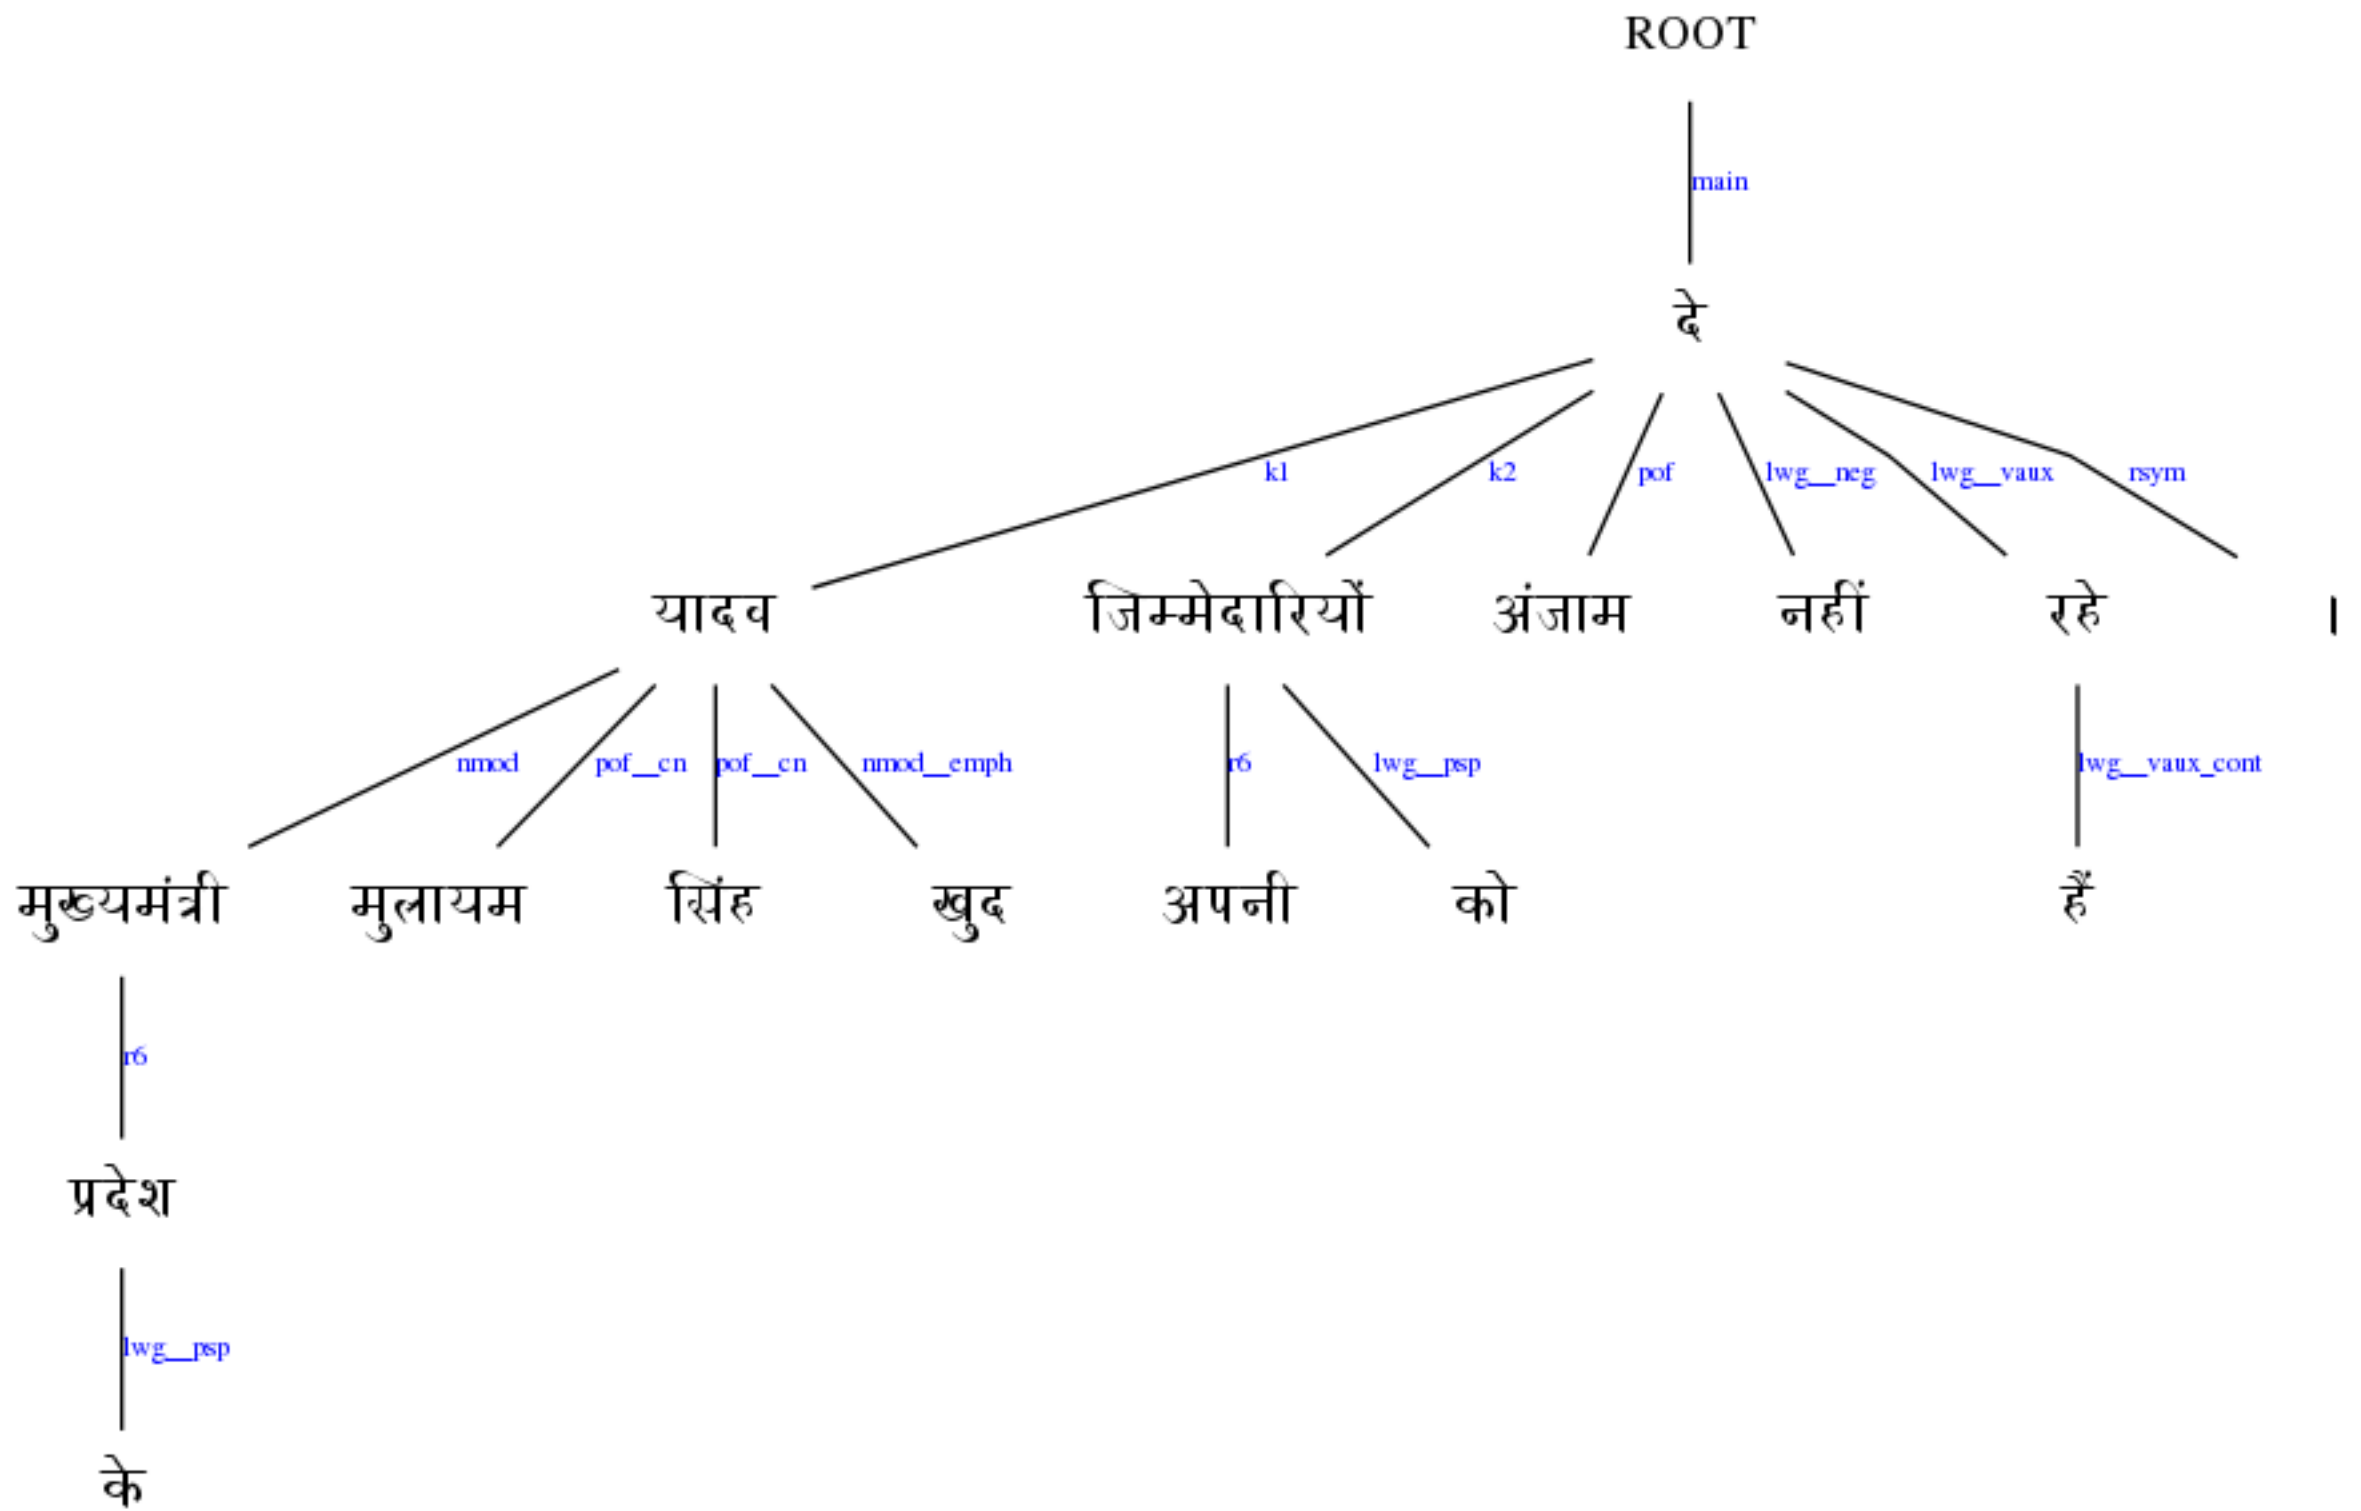 ROOT
main
दे
k1 k2 pof lwg__neg lwg__vaux rsym
यादव जिम्मेदारियों अंजाम नहीं रहे ।
nmod pof__cn pof__cn nmod__emph r6 lwg__psp lwg__vaux_cont
मुख्यमंत्री मुलायम सिंह खुद अपनी को हैं
r6
प्रदेश
lwg__psp
के